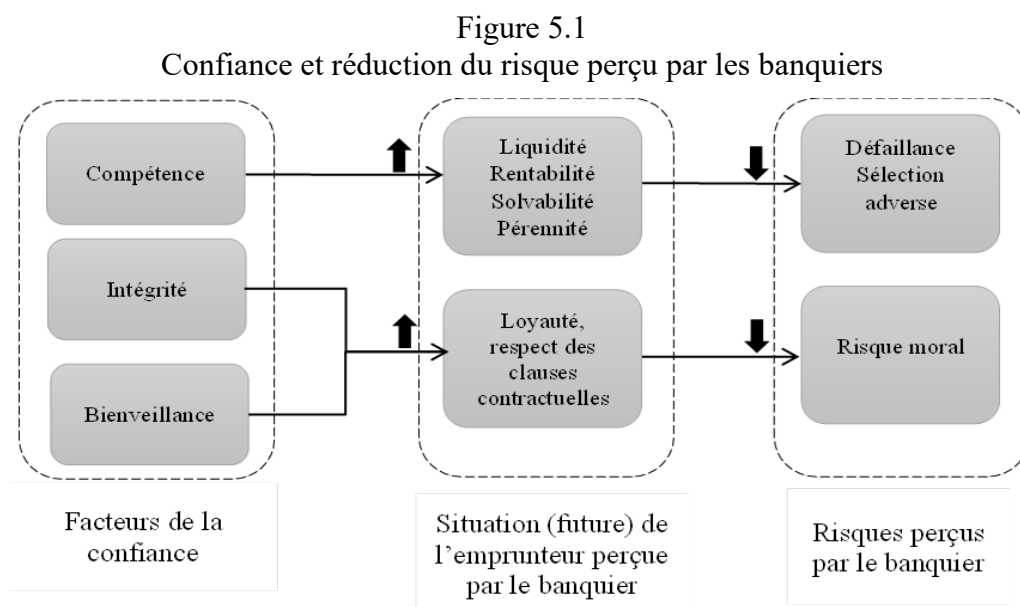 Figure 5.1
Confiance et réduction du risque perçu par les banquiers
Compétence
Intégrité
Bienveillance
Liquidité
Rentabilité
Solvabilité
Pérennité
Loyauté,
respect des
clauses
contractuelles
Défaillance
Sélection
adverse
Risque moral
Facteurs de la
confiance
Situation (future) de
l'emprunteur perçue
par le banquier
Risques perçus
par le banquier